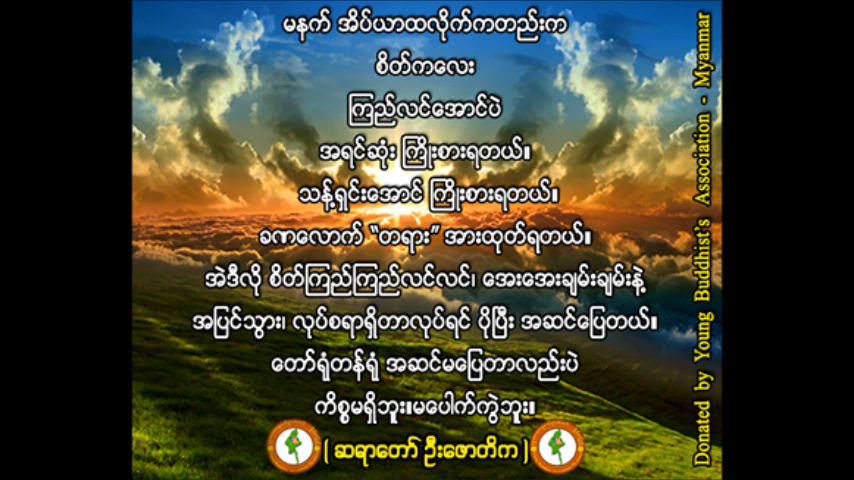 မနက် အိပ်ယာထလိုက်ကတည်းက
စိတ်ကလေး
ကြည်လင်အောင်ပဲ
အရင်ဆုံး ကြိုးစားရတယ်။
သန့်ရှင်းအောင် ကြိုးစားရတယ်။
ခဏလောက် “တရား” အားထုတ်ရတယ်။
အဲဒီလို စိတ်ကြည်ကြည်လင်လင်၊ အေးအေးချမ်းချမ်းနဲ့
အပြင်သွား၊ လုပ်စရာရှိတာလုပ်ရင် ပိုပြီး အဆင်ပြေတယ်။
တော်ရုံတန်ရုံ အဆင်မပြေတာလည်းပဲ
ကိစ္စမရှိဘူး။မပေါက်ကွဲဘူး။
( ဆရာတော် ဦးဇောတိက )
Donated by Young Buddhist's Association - Myanmar